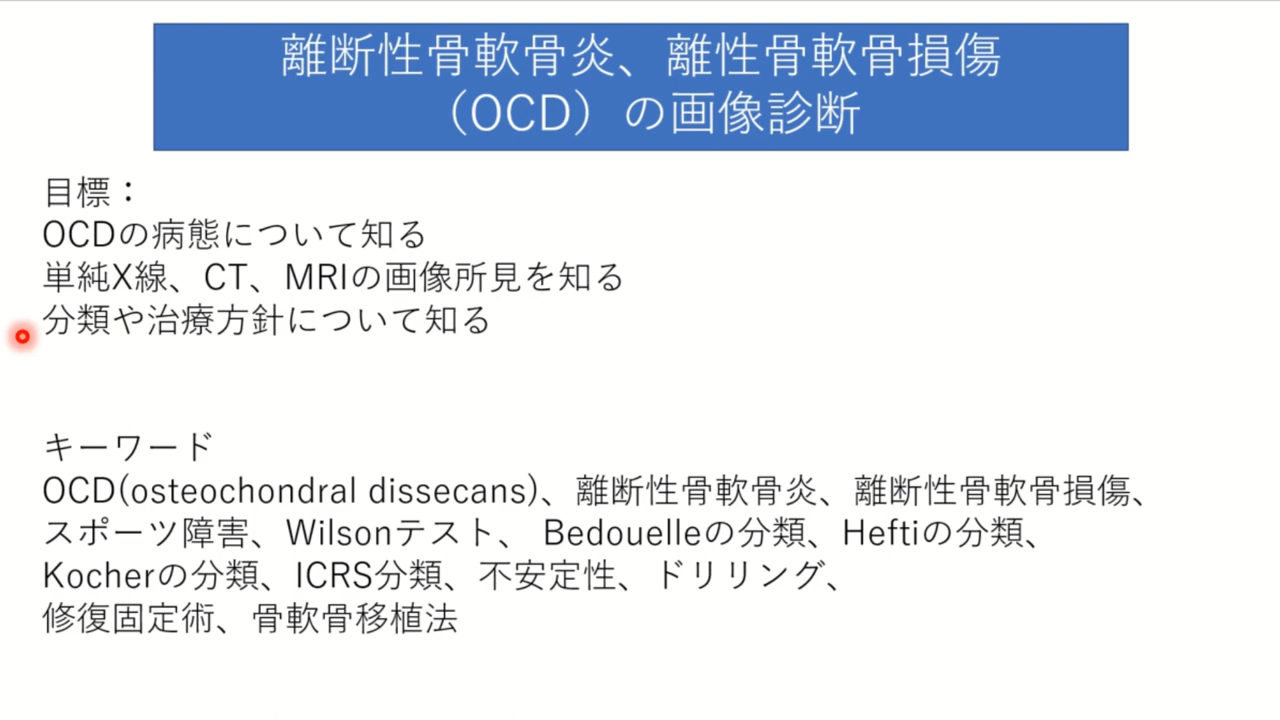 離断性骨軟骨炎、離性骨軟骨損傷
（OCD）の画像診断
目標：
OCDの病態について知る
単純X線、CT、MRIの画像所見を知る
分類や治療方針について知る
キーワード
OCD(osteochondral dissecans)、離断性骨軟骨炎、離断性骨軟骨損傷、
スポーツ障害、Wilsonテスト、 Bedouelleの分類、Heftiの分類、
Kocherの分類、ICRS分類、不安定性、ドリリング、
修復固定術、骨軟骨移植法